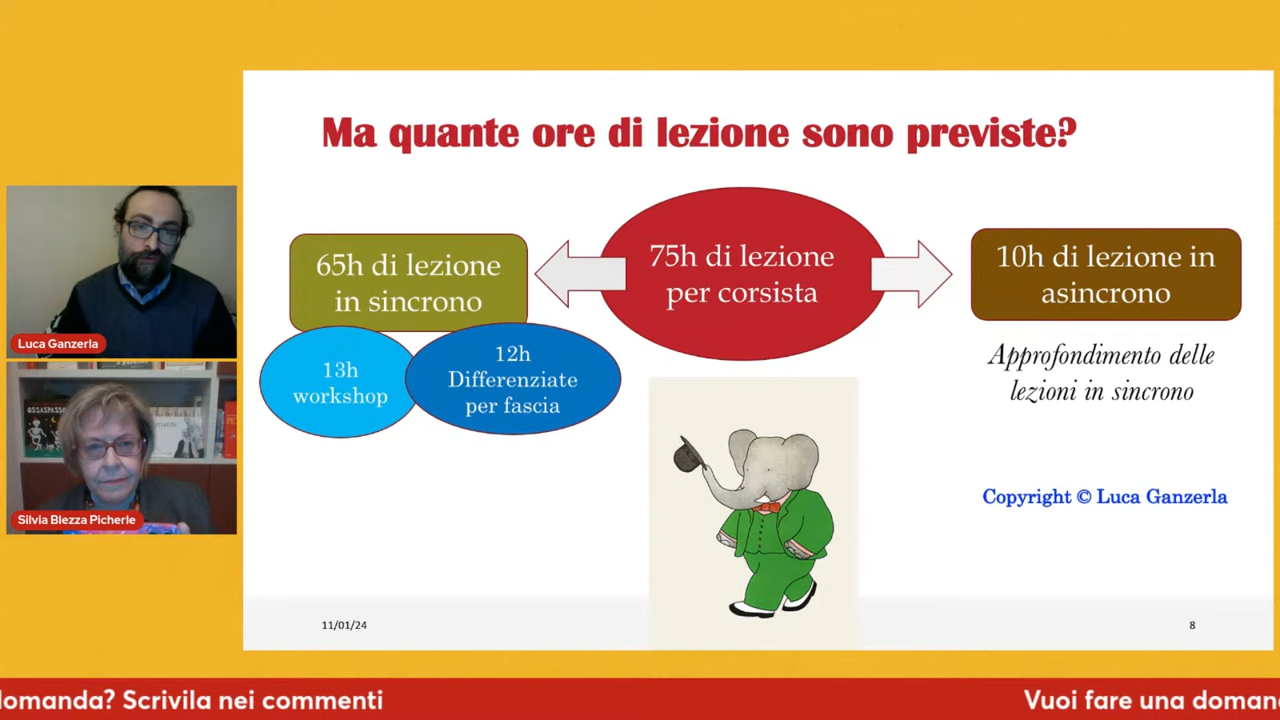 Ma quante ore di lezione sono previste?
65h di lezione
in sincrono
75h di lezione
per corsista
10h di lezione in
asincrono
13h
workshop
12h
Differenziate
per fascia
Approfondimento delle
lezioni in sincrono
Copyright © Luca Ganzerla
11/01/24
8
Luca Ganzerla
OSSASPASSO
Silvia Blezza Picherle
domanda? Scrivila nei commenti
Vuoi fare una doman